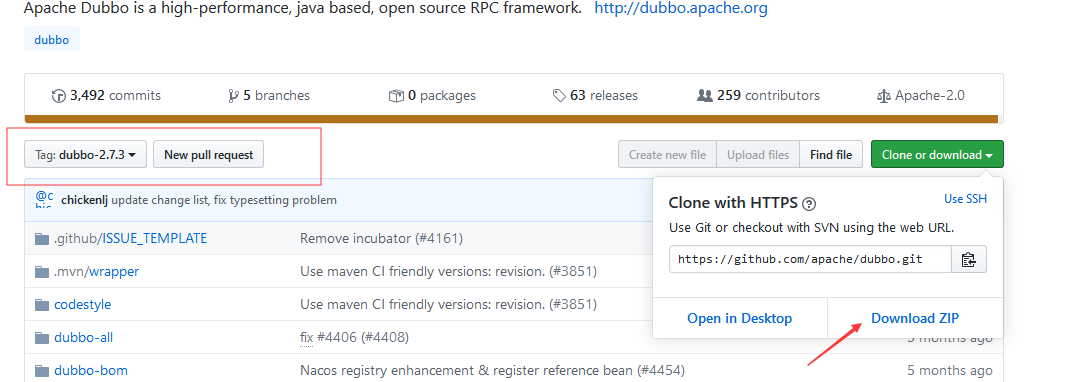 Apache Dubbo is a high-performance, java based, open source RPC framework. http://dubbo.apache.org
dubbo
3,492 commits 5 branches 0 packages 63 releases 259 contributors Apache-2.0
Tag: dubbo-2.7.3 New pull request Create new file Upload files Find file Clone or download
chickenlj update change list, fix typesetting problem
.github/ISSUE_TEMPLATE Remove incubator (#4161)
.mvn/wrapper Use maven CI friendly versions: revision. (#3851)
codestyle Use maven CI friendly versions: revision. (#3851)
dubbo-all fix #4406 (#4408) 5 months ago
dubbo-bom Nacos registry enhancement & register reference bean (#4454) 5 months ago
Clone with HTTPS ? Use SSH
Use Git or checkout with SVN using the web URL.
https://github.com/apache/dubbo.git
Open in Desktop Download ZIP